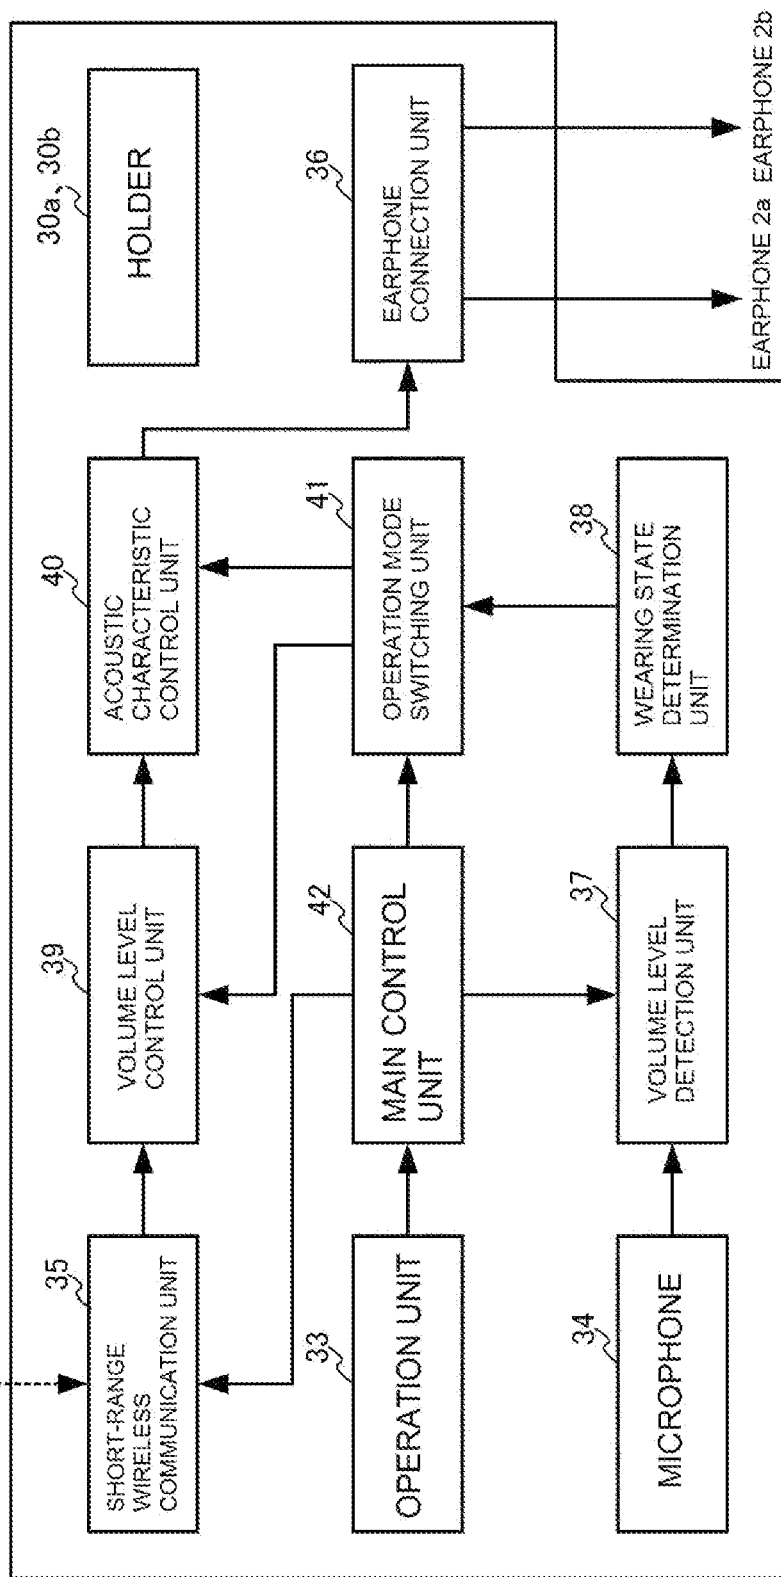 35
SHORT-RANGE
WIRELESS
COMMUNICATION UNIT
39
VOLUME LEVEL
CONTROL UNIT
40
ACOUSTIC
CHARACTERISTIC
CONTROL UNIT
30a, 30b
HOLDER
33
OPERATION UNIT
42
MAIN CONTROL
UNIT
41
OPERATION MODE
SWITCHING UNIT
36
EARPHONE
CONNECTION UNIT
34
MICROPHONE
37
VOLUME LEVEL
DETECTION UNIT
38
WEARING STATE
DETERMINATION
UNIT
EARPHONE 2a
EARPHONE 2b